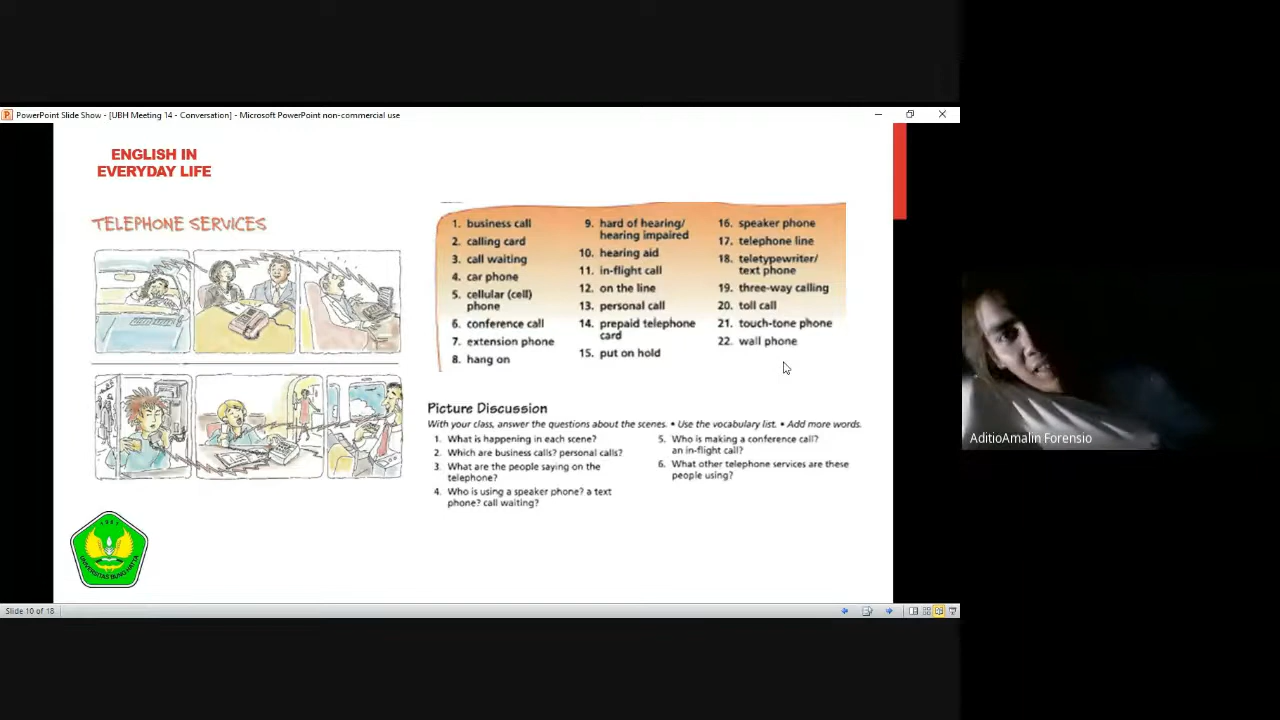 PowerPoint Slide Show - [UBH Meeting 14 - Conversation] - Microsoft PowerPoint non-commercial use
ENGLISH IN
EVERYDAY LIFE
TELEPHONE SERVICES
1. business call
2. calling card
3. call waiting
4. car phone
5. cellular (cell)
phone
6. conference call
7. extension phone
8. hang on
9. hard of hearing/
hearing impaired
10. hearing aid
11. in-flight call
12. on the line
13. personal call
14. prepaid telephone
card
15. put on hold
16. speaker phone
17. telephone line
18. teletypewriter/
text phone
19. three-way calling
20. toll call
21. touch-tone phone
22. wall phone
Picture Discussion
With your class, answer the questions about the scenes. • Use the vocabulary list. • Add more words.
1. What is happening in each scene?
2. Which are business calls? personal calls?
3. What are the people saying on the
telephone?
4. Who is using a speaker phone? a text
phone? call waiting?
5. Who is making a conference call?
an in-flight call?
6. What other telephone services are these
people using?
1981
UNIVERSITAS BUNG HATTA
AditioAmalin Forensio
Slide 10 of 18